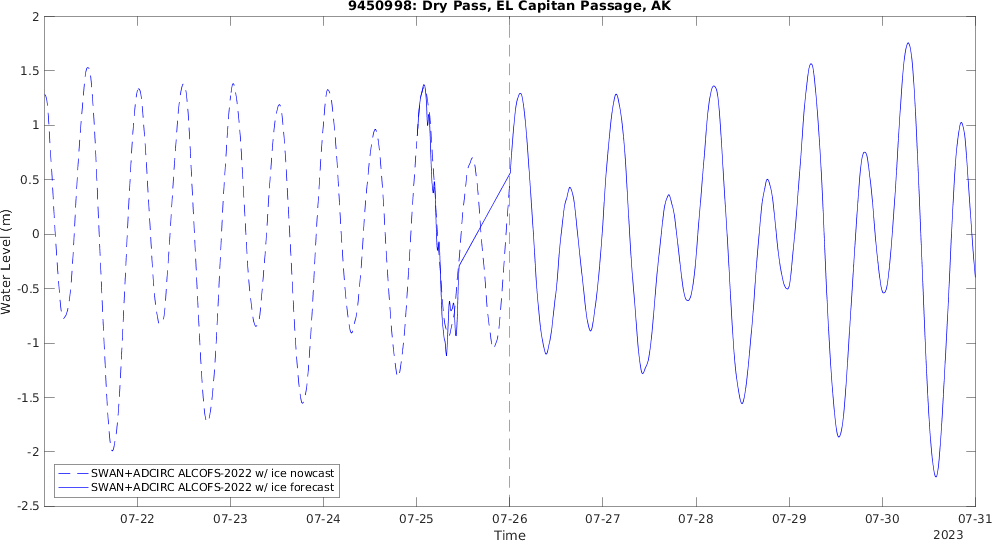 9450998: Dry Pass, EL Capitan Passage, AK
2
1.5
1
0.5
0
-0.5
-1
-1.5
-2
-2.5
Water Level (m)
SWAN+ADCIRC ALCOFS-2022 w/ ice nowcast
SWAN+ADCIRC ALCOFS-2022 w/ ice forecast
07-22 07-23 07-24 07-25 07-26 07-27 07-28 07-29 07-30 07-31
Time
2023